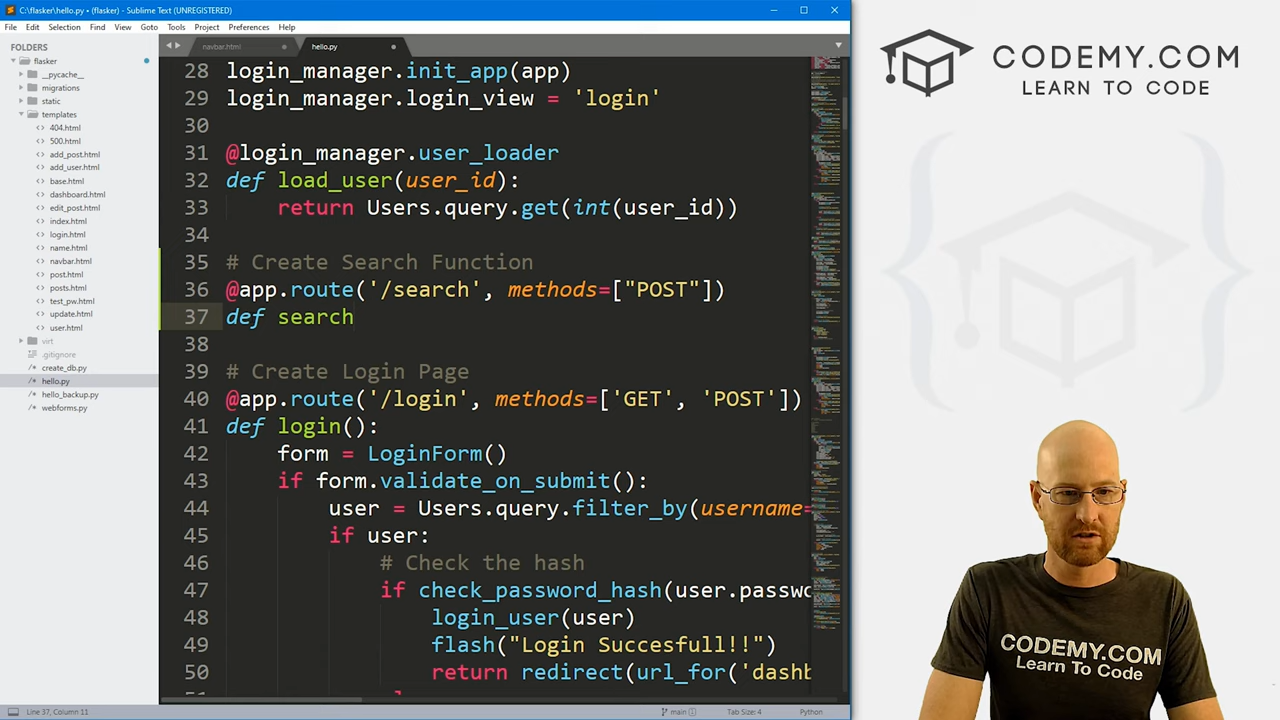 C:\flasker\hello.py • (flasker) - Sublime Text (UNREGISTERED)
File Edit Selection Find View Goto Tools Project Preferences Help
FOLDERS
flasker
__pycache__
migrations
static
templates
404.html
500.html
add_post.html
add_user.html
base.html
dashboard.html
edit_post.html
index.html
login.html
name.html
navbar.html
post.html
posts.html
test_pw.html
update.html
user.html
virt
.gitignore
create_db.py
hello.py
hello_backup.py
webforms.py
navbar.html
hello.py
28 login_manager.init_app(app)
29 login_manager.login_view = 'login'
30
31 @login_manager.user_loader
32 def load_user(user_id):
33 return Users.query.get(int(user_id))
34
35 # Create Search Function
36 @app.route('/search', methods=["POST"])
37 def search
38
39 # Create Login Page
40 @app.route('/login', methods=['GET', 'POST'])
41 def login():
42 form = LoginForm()
43 if form.validate_on_submit():
44 user = Users.query.filter_by(username=
45 if user:
46 # Check the hash
47 if check_password_hash(user.passwo
48 login_user(user)
49 flash("Login Succesfull!!")
50 return redirect(url_for('dashb
Line 37, Column 11
main
Tab Size: 4
Python
CODEMY.COM
LEARN TO CODE
CODEMY.COM
Learn To Code